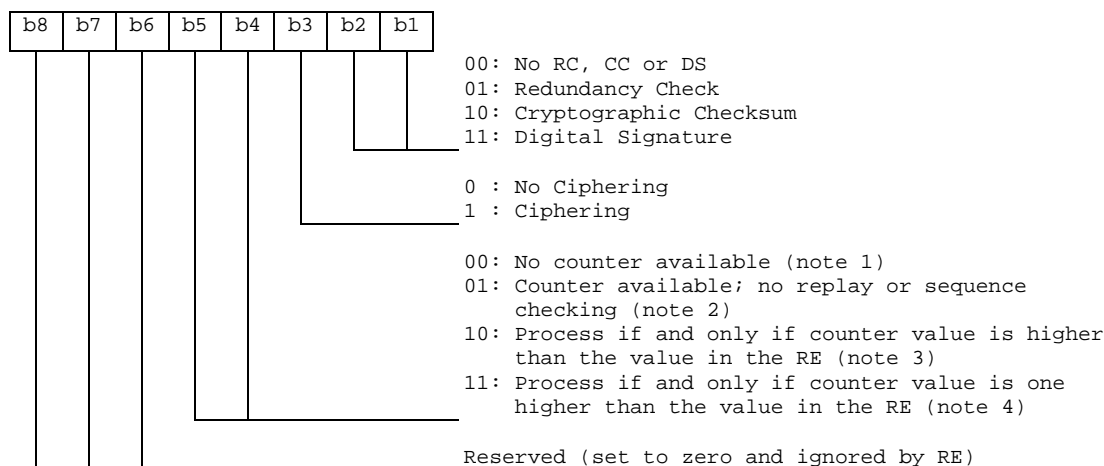 b8 b7 b6 b5 b4 b3 b2 b1
00: No RC, CC or DS
01: Redundancy Check
10: Cryptographic Checksum
11: Digital Signature
0 : No Ciphering
1 : Ciphering
00: No counter available (note 1)
01: Counter available; no replay or sequence
checking (note 2)
10: Process if and only if counter value is higher
than the value in the RE (note 3)
11: Process if and only if counter value is one
higher than the value in the RE (note 4)
Reserved (set to zero and ignored by RE)